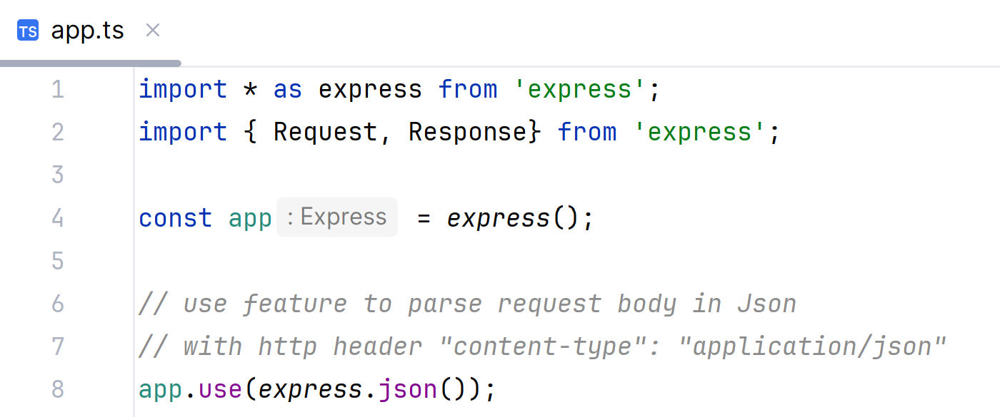 TS app.ts ×
1 import * as express from 'express';
2 import { Request, Response} from 'express';
3
4 const app : Express = express();
5
6 // use feature to parse request body in Json
7 // with http header "content-type": "application/json"
8 app.use(express.json());